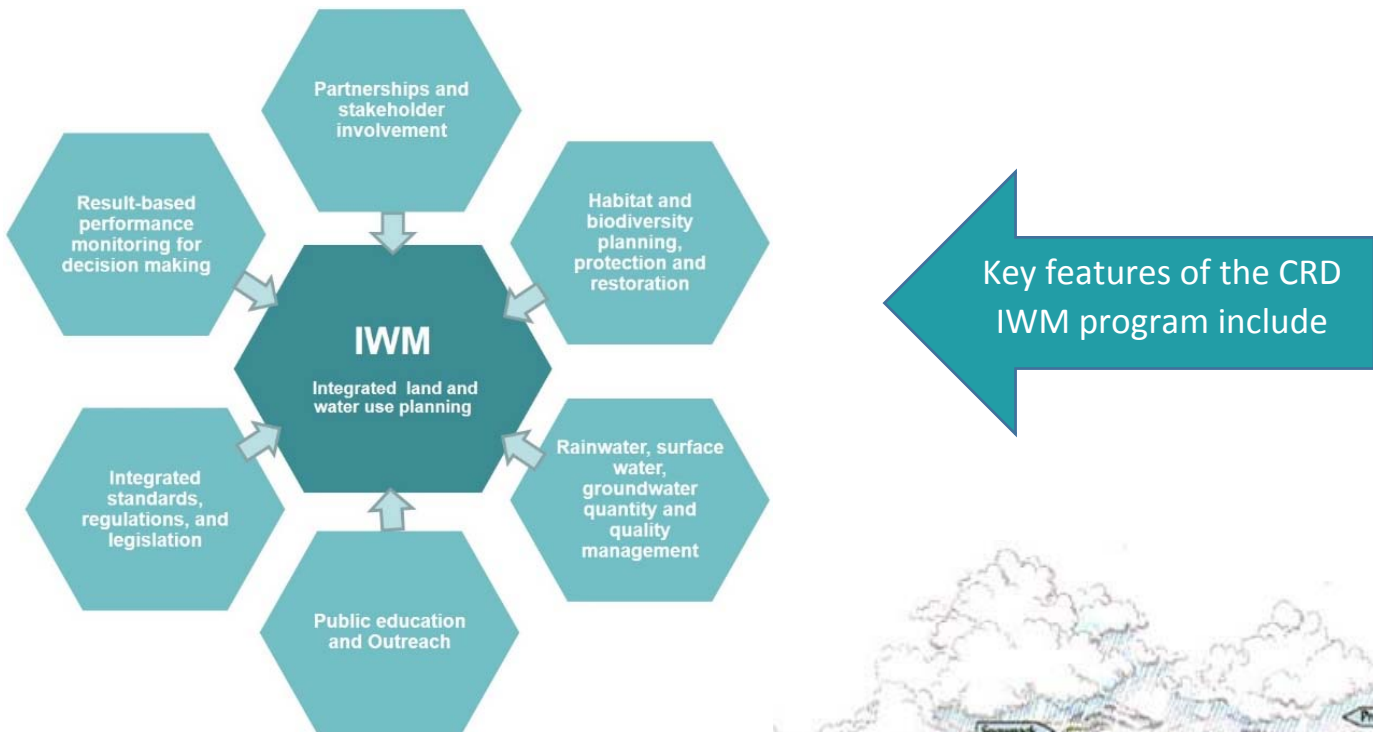 Partnerships and
stakeholder
involvement
Result-based
performance
monitoring for
decision making
Habitat and
biodiversity
planning,
protection and
restoration
IWM
Integrated land and
water use planning
Integrated
standards,
regulations, and
legislation
Rainwater, surface
water,
groundwater
quantity and
quality
management
Public education
and Outreach
Key features of the CRD
IWM program include